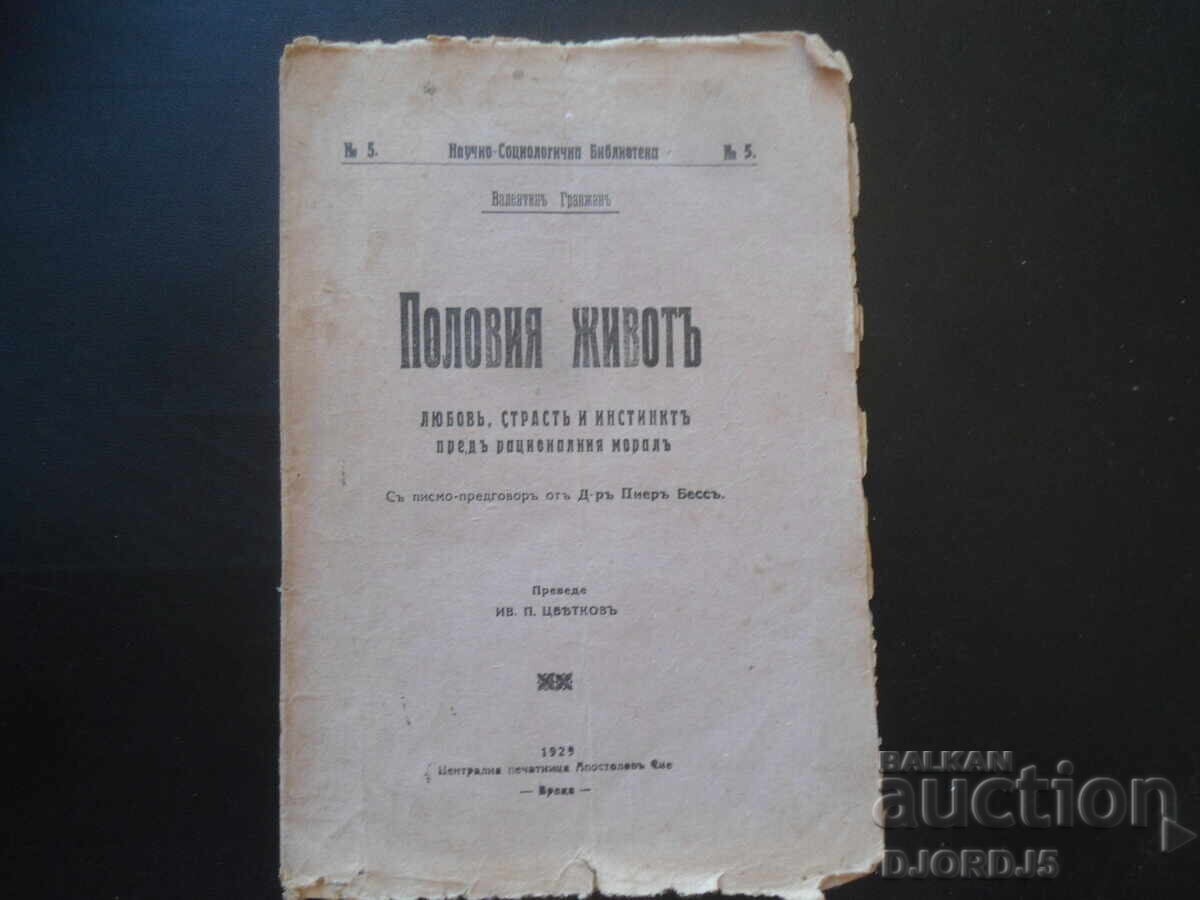 № 5. Научно-Социологична Библиотека № 5.
Валентинъ Гранжанъ
Половия животъ
ЛЮБОВЬ, СТРАСТЬ И ИНСТИНКТЪ
предъ рационалния моралъ
Съ писмо-предговоръ отъ Д-ръ Пиеръ Бессъ.
Преведе
ИВ. П. ЦВѢТКОВЪ
1929
Централна печатница Апостоловъ Сие
— Враца —
BALKAN
auction
DJORDJ5